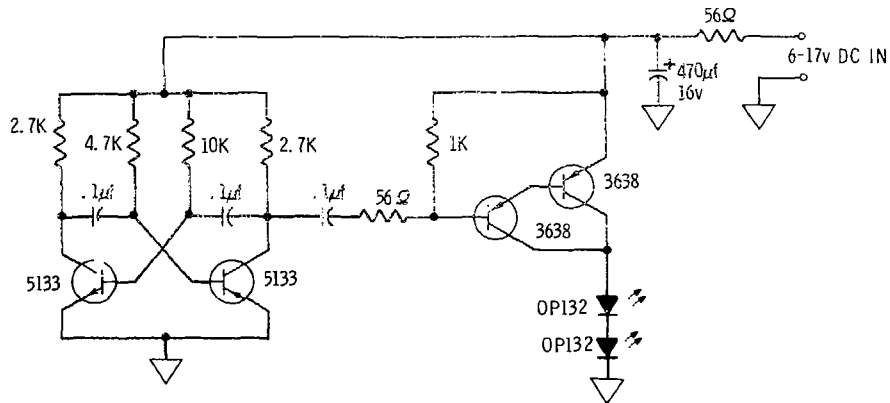 56Ω
6-17v DC IN
+
470µf
16v
2.7K
4.7K
10K
2.7K
1K
.1µf
.1µf
.1µf
56Ω
3638
3638
5133
5133
OP132
OP132